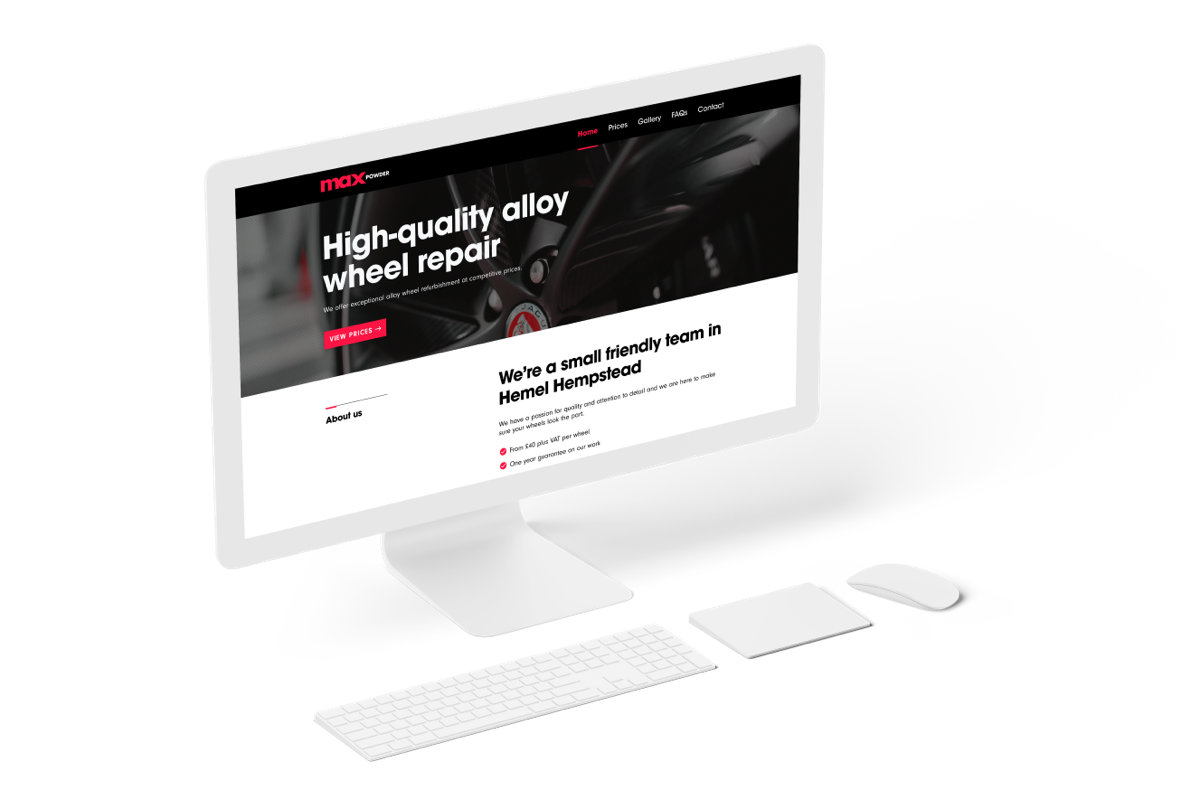 max POWDER
Home Prices Gallery FAQs Contact
High-quality alloy
wheel repair
We offer exceptional alloy wheel refurbishment at competitive prices.
VIEW PRICES →
About us
We're a small friendly team in
Hemel Hempstead
We have a passion for quality and attention to detail and we are here to make
sure your wheels look the part.
From £40 plus VAT per wheel
One year guarantee on our work